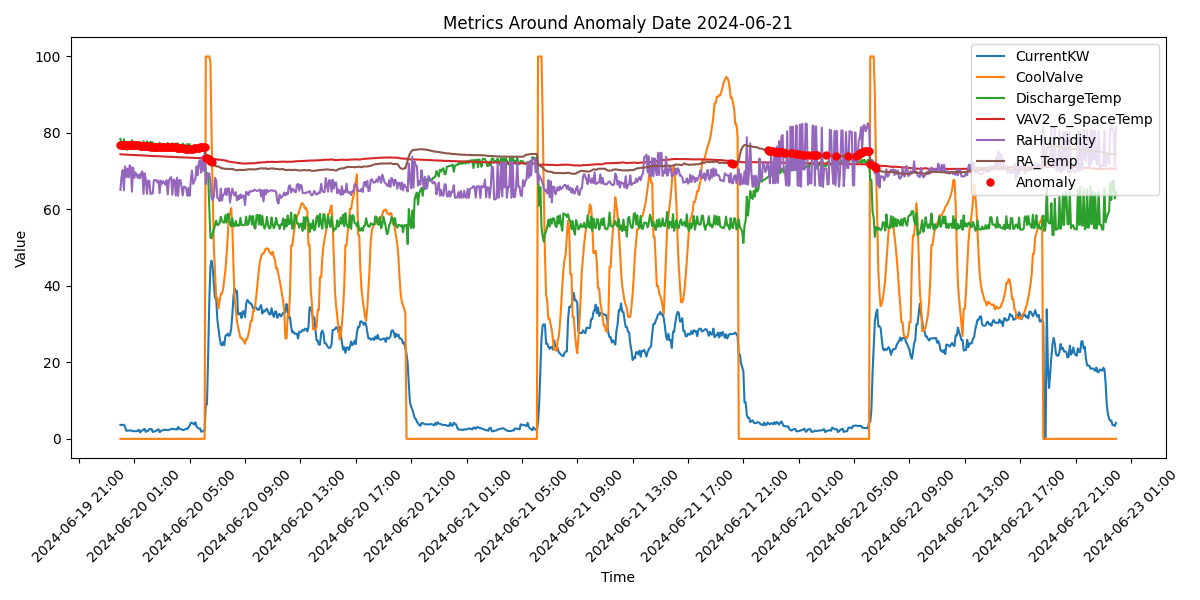 Metrics Around Anomaly Date 2024-06-21
Value
100
80
60
40
20
0
CurrentKW
CoolValve
DischargeTemp
VAV2_6_SpaceTemp
RaHumidity
RA_Temp
Anomaly
2024-06-19 21:00
2024-06-20 01:00
2024-06-20 05:00
2024-06-20 09:00
2024-06-20 13:00
2024-06-20 17:00
2024-06-20 21:00
2024-06-21 01:00
2024-06-21 05:00
2024-06-21 09:00
2024-06-21 13:00
2024-06-21 17:00
2024-06-21 21:00
2024-06-22 01:00
2024-06-22 05:00
2024-06-22 09:00
2024-06-22 13:00
2024-06-22 17:00
2024-06-22 21:00
2024-06-23 01:00
Time